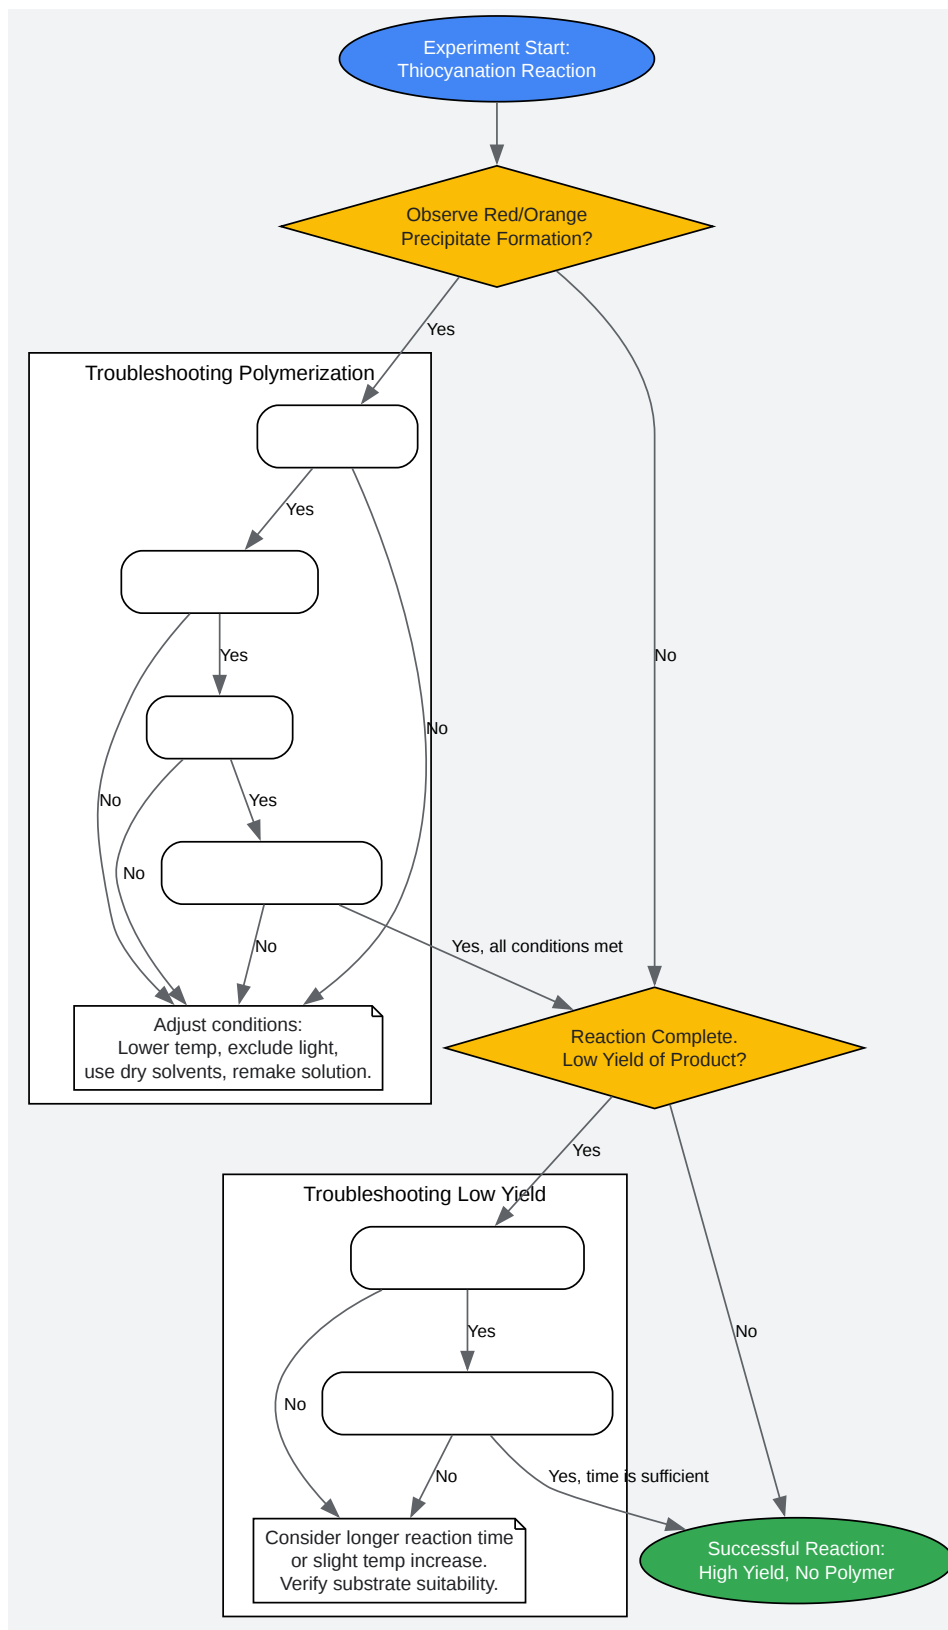 Experiment Start:
Thiocyanation Reaction
Observe Red/Orange
Precipitate Formation?
Yes
Troubleshooting Polymerization
Yes
Yes
No
No
Yes
No
No
No
Yes, all conditions met
Adjust conditions:
Lower temp, exclude light,
use dry solvents, remake solution.
Reaction Complete.
Low Yield of Product?
Yes
Troubleshooting Low Yield
Yes
No
No
No
Yes, time is sufficient
Consider longer reaction time
or slight temp increase.
Verify substrate suitability.
Successful Reaction:
High Yield, No Polymer